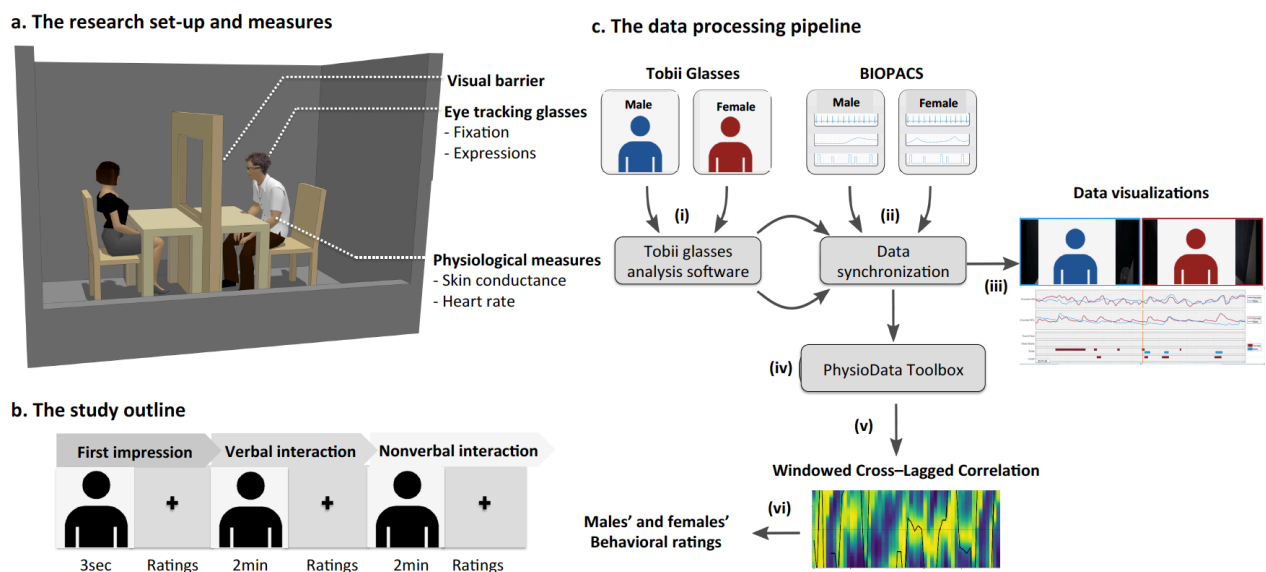 a. The research set-up and measures
Visual barrier
Eye tracking glasses
- Fixation
- Expressions
Physiological measures
- Skin conductance
- Heart rate
b. The study outline
First impression
Verbal interaction
Nonverbal interaction
3sec
Ratings
2min
Ratings
2min
Ratings
c. The data processing pipeline
Tobii Glasses
BIOPACS
Male
Female
Male
Female
(i)
(ii)
Tobii glasses
analysis software
Data
synchronization
(iii)
Data visualizations
(iv)
PhysioData Toolbox
(v)
Windowed Cross–Lagged Correlation
(vi)
Males’ and females’
Behavioral ratings